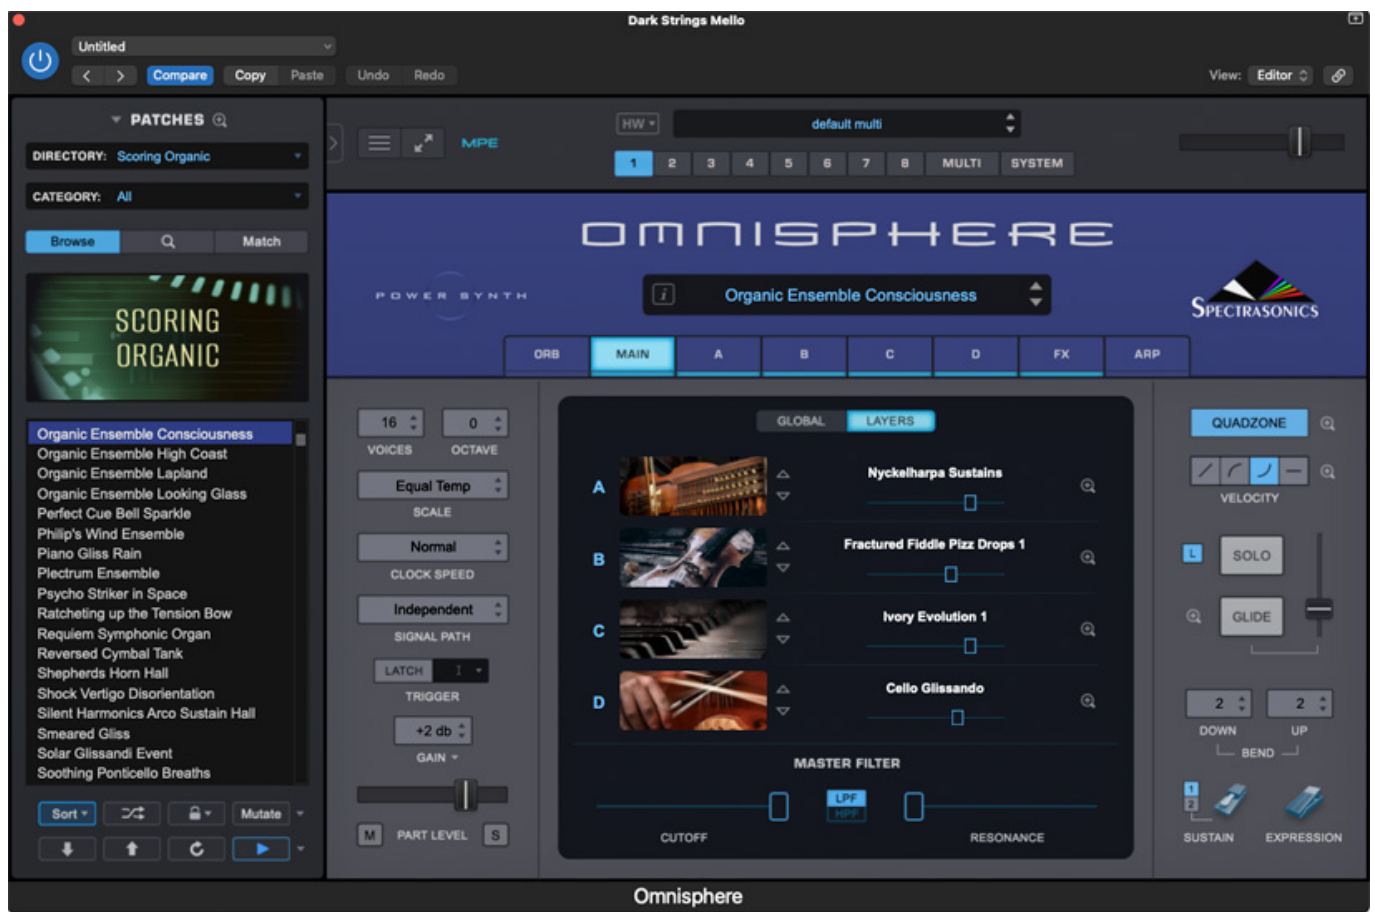 Dark Strings Mello
Untitled
Compare Copy Paste Undo Redo
View: Editor
PATCHES
DIRECTORY: Scoring Organic
CATEGORY: All
Browse Match
SCORING
ORGANIC
Organic Ensemble Consciousness
Organic Ensemble High Coast
Organic Ensemble Lapland
Organic Ensemble Looking Glass
Perfect Cue Bell Sparkle
Philip's Wind Ensemble
Piano Gliss Rain
Plectrum Ensemble
Psycho Striker in Space
Ratcheting up the Tension Bow
Requiem Symphonic Organ
Reversed Cymbal Tank
Shepherds Horn Hall
Shock Vertigo Disorientation
Silent Harmonics Arco Sustain Hall
Smeared Gliss
Solar Glissandi Event
Soothing Ponticello Breaths
Sort Mutate
MPE
HW default multi
1 2 3 4 5 6 7 8 MULTI SYSTEM
OMNISPHERE
POWER SYNTH
i Organic Ensemble Consciousness
SPECTRASONICS
ORB MAIN A B C D FX ARP
16 0
VOICES OCTAVE
Equal Temp
SCALE
Normal
CLOCK SPEED
Independent
SIGNAL PATH
LATCH
TRIGGER
+2 db
GAIN
M PART LEVEL S
GLOBAL LAYERS
A Nyckelharpa Sustains
B Fractured Fiddle Pizz Drops 1
C Ivory Evolution 1
D Cello Glissando
MASTER FILTER
LPF
HPF
CUTOFF RESONANCE
QUADZONE
VELOCITY
L SOLO
GLIDE
2 2
DOWN UP
BEND
1
2
SUSTAIN EXPRESSION
Omnisphere